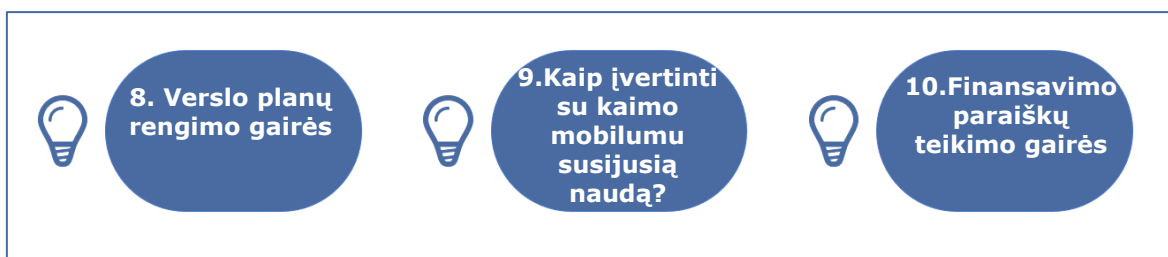 8. Verslo planų
rengimo gairės
9.Kaip įvertinti
su kaimo
mobilumu
susijusią
naudą?
10.Finansavimo
paraiškų
teikimo gairės